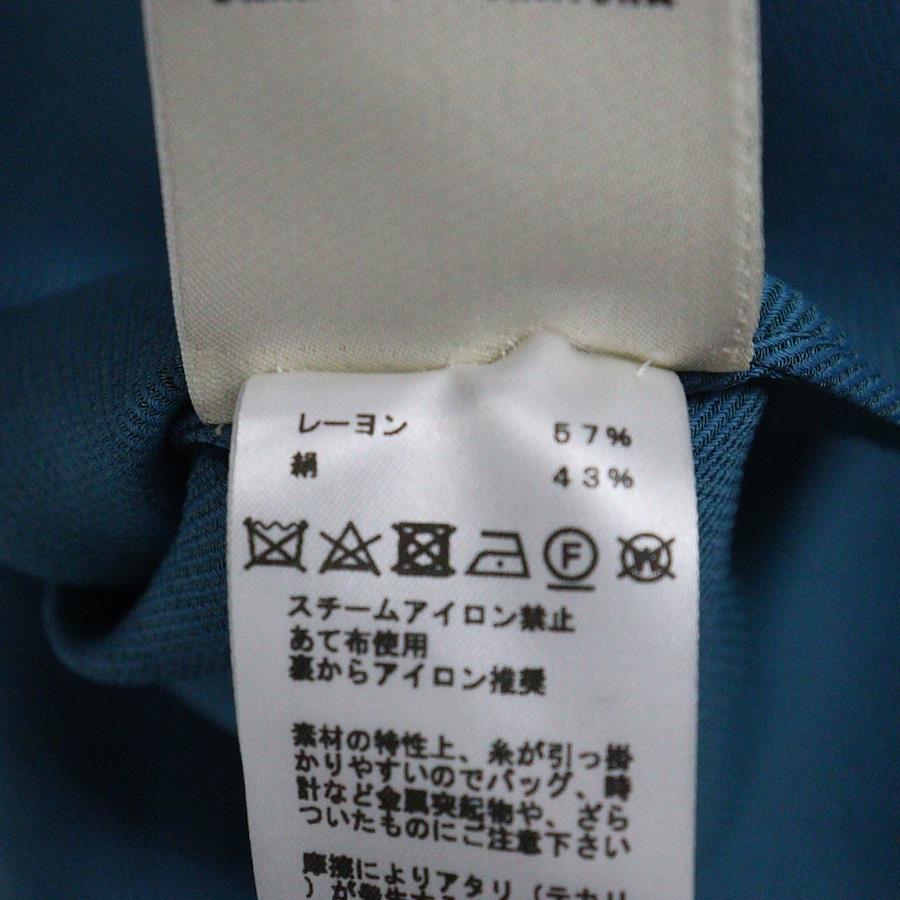 レーヨン 57%
絹 43%
F W
スチームアイロン禁止
あて布使用
裏からアイロン推奨
素材の特性上、糸が引っ掛
かりやすいのでバッグ、時
計など金属突起物や、ざら
ついたものにご注意下さい
摩擦によりアタリ（テカリ
）が発生